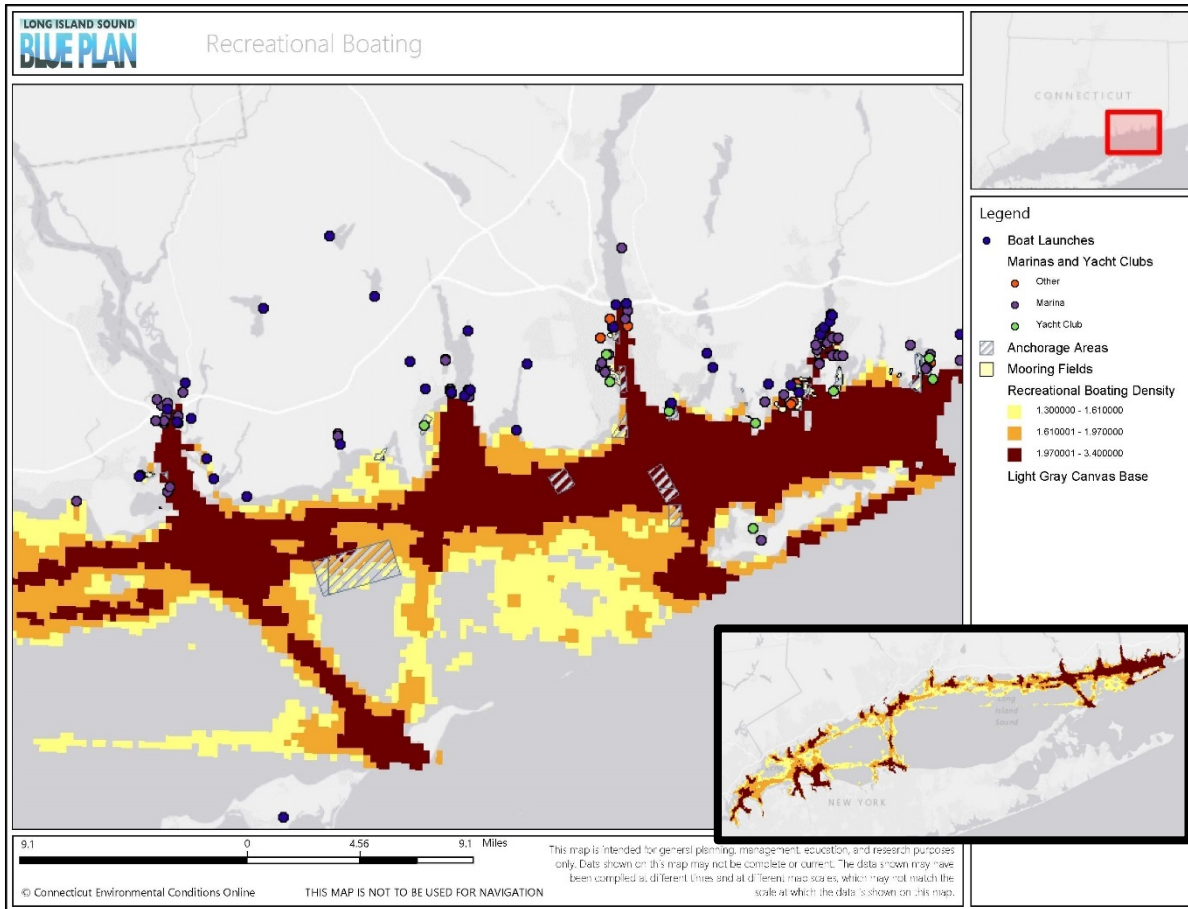 LONG ISLAND SOUND
BLUE PLAN
Recreational Boating
CONNECTICUT
Legend
Boat Launches
Marinas and Yacht Clubs
Other
Marina
Yacht Club
Anchorage Areas
Mooring Fields
Recreational Boating Density
1.300000 - 1.610000
1.610001 - 1.970000
1.970001 - 3.400000
Light Gray Canvas Base
Long
Island
Sound
NEW YORK
9.1 0 4.56 9.1 Miles
© Connecticut Environmental Conditions Online
THIS MAP IS NOT TO BE USED FOR NAVIGATION
This map is intended for general planning, management, education, and research purposes
only. Data shown on this map may not be complete or current. The data shown may have
been compiled at different times and at different map scales, which may not match the
scale at which the data is shown on this map.